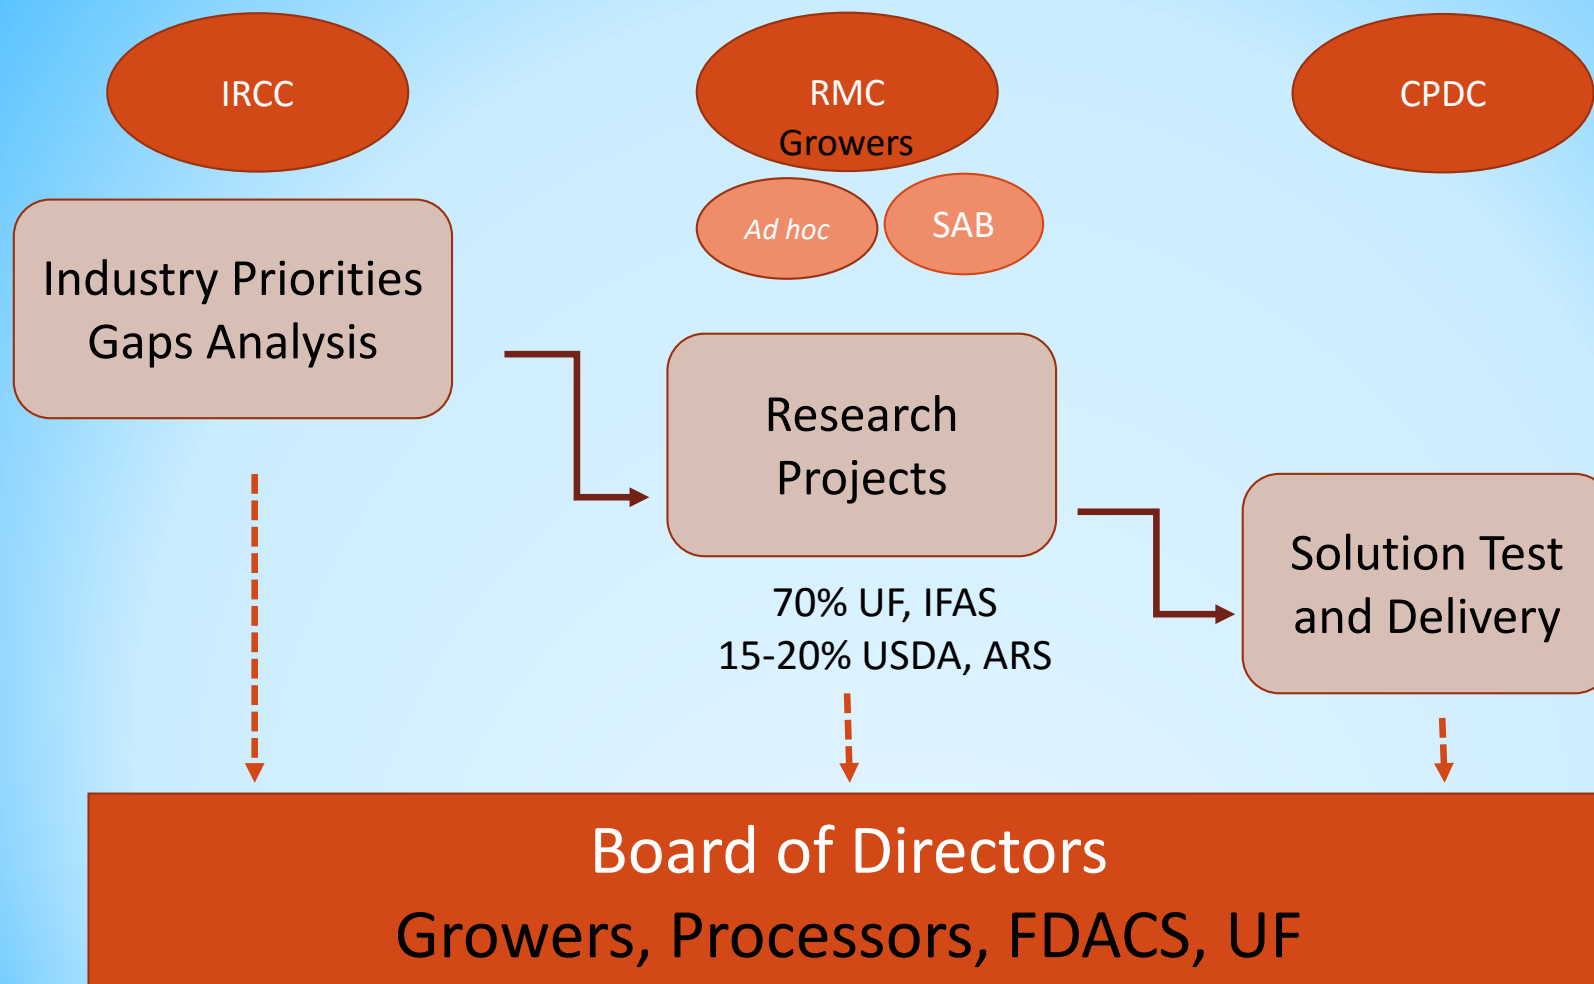 IRCC
RMC
Growers
CPDC
Ad hoc
SAB
Industry Priorities
Gaps Analysis
Research
Projects
70% UF, IFAS
15-20% USDA, ARS
Solution Test
and Delivery
Board of Directors
Growers, Processors, FDACS, UF